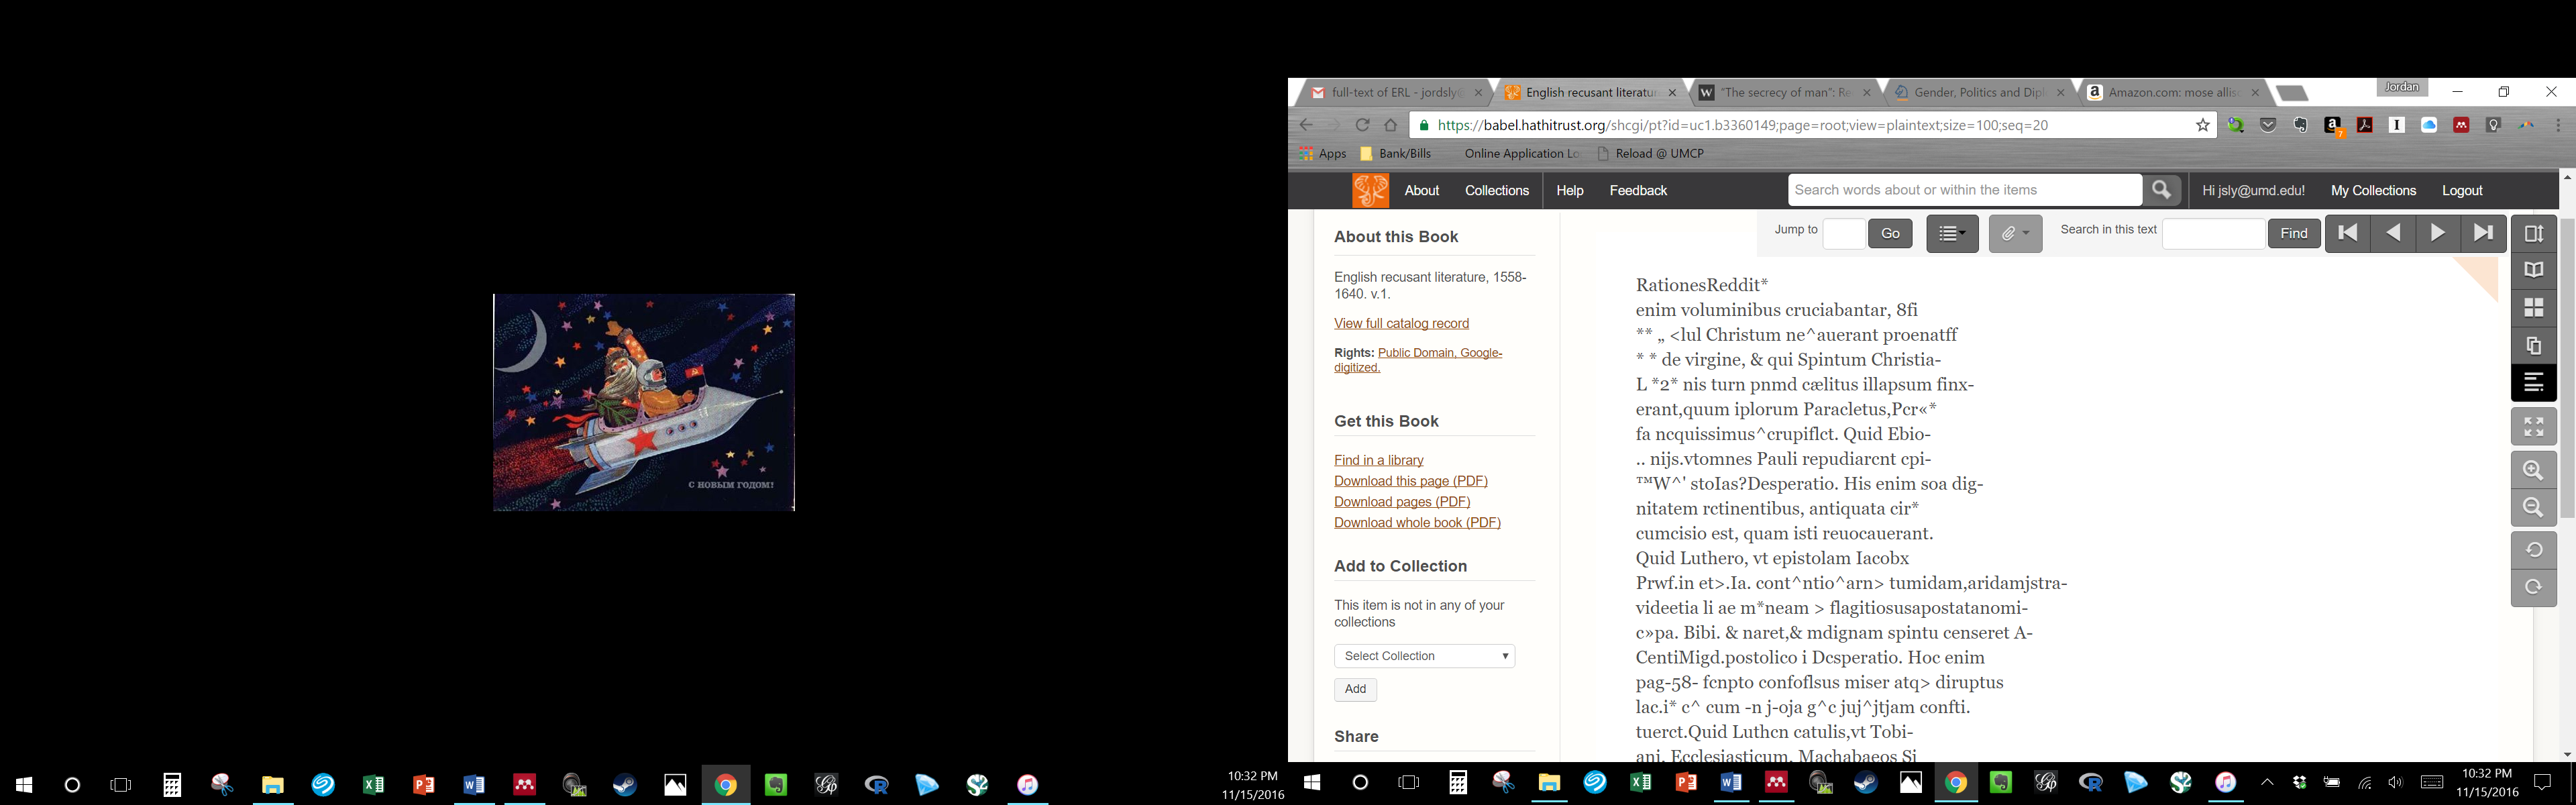 С НОВЫМ ГОДОМ!
10:32 PM
11/15/2016
Jordan
full-text of ERL - jordsly@
English recusant literatur
"The secrecy of man": Re
Gender, Politics and Dipl
Amazon.com: mose alliso
https://babel.hathitrust.org/shcgi/pt?id=uc1.b3360149;page=root;view=plaintext;size=100;seq=20
7
Apps
Bank/Bills
Online Application Lo
Reload @ UMCP
About
Collections
Help
Feedback
Search words about or within the items
Hi jsly@umd.edu!
My Collections
Logout
Jump to
Go
Search in this text
Find
About this Book
English recusant literature, 1558-
1640. v.1.
View full catalog record
Rights: Public Domain, Google-
digitized.
Get this Book
Find in a library
Download this page (PDF)
Download pages (PDF)
Download whole book (PDF)
Add to Collection
This item is not in any of your
collections
Select Collection
Add
Share
RationesReddit*
enim voluminibus cruciabantar, 8fi
** „ <lul Christum ne^auerant proenatff
* * de virgine, & qui Spintum Christia-
L *2* nis turn pnmd cælitus illapsum finx-
erant,quum iplorum Paracletus,Pcr«*
fa ncquissimus^crupiflct. Quid Ebio-
.. nijs.vtomnes Pauli repudiarcnt cpi-
™W^' stoIas?Desperatio. His enim soa dig-
nitatem rctinentibus, antiquata cir*
cumcisio est, quam isti reuocauerant.
Quid Luthero, vt epistolam Iacobx
Prwf.in et>.Ia. cont^ntio^arn> tumidam,aridamjstra-
videetia li ae m*neam > flagitiosusapostatanomi-
c»pa. Bibi. & naret,& mdignam spintu censeret A-
CentiMigd.postolico i Dcsperatio. Hoc enim
pag-58- fcnpto confoflsus miser atq> diruptus
lac.i* c^ cum -n j-oja g^c juj^jtjam confti.
tuerct.Quid Luthcn catulis,vt Tobi-
ani, Ecclesiasticum, Machabaeos Si
10:32 PM
11/15/2016